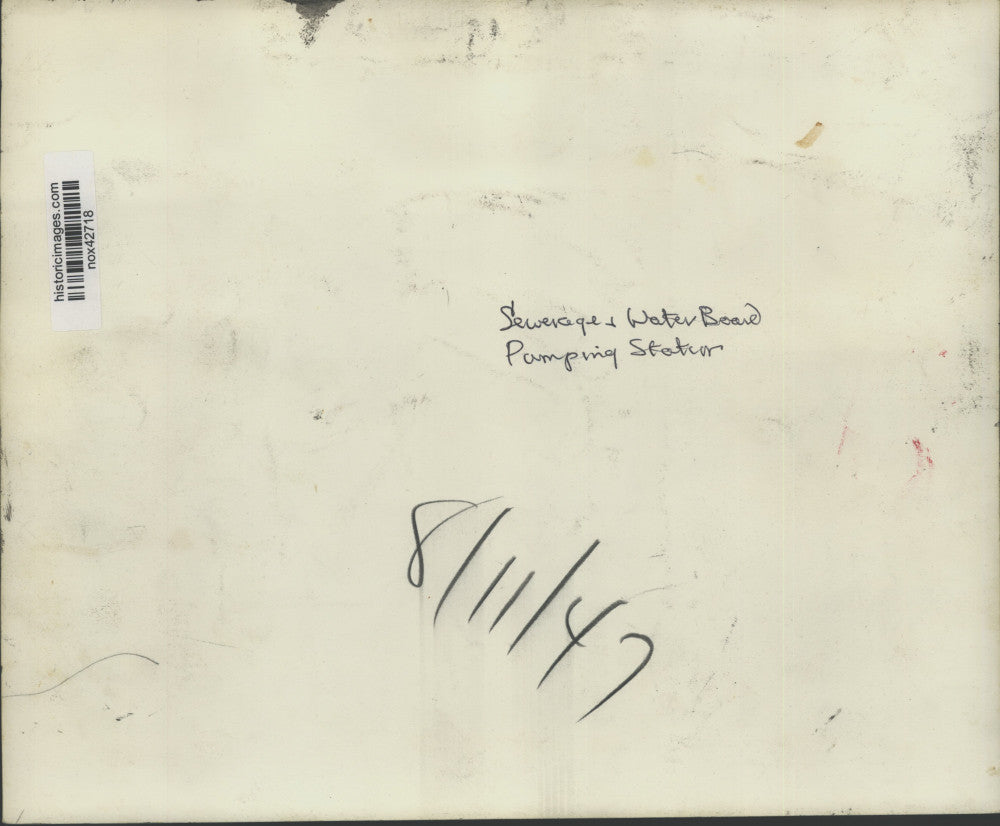 historicimages.com
nox42718
Sewerage & Water Board
Pumping Station
8/11/47